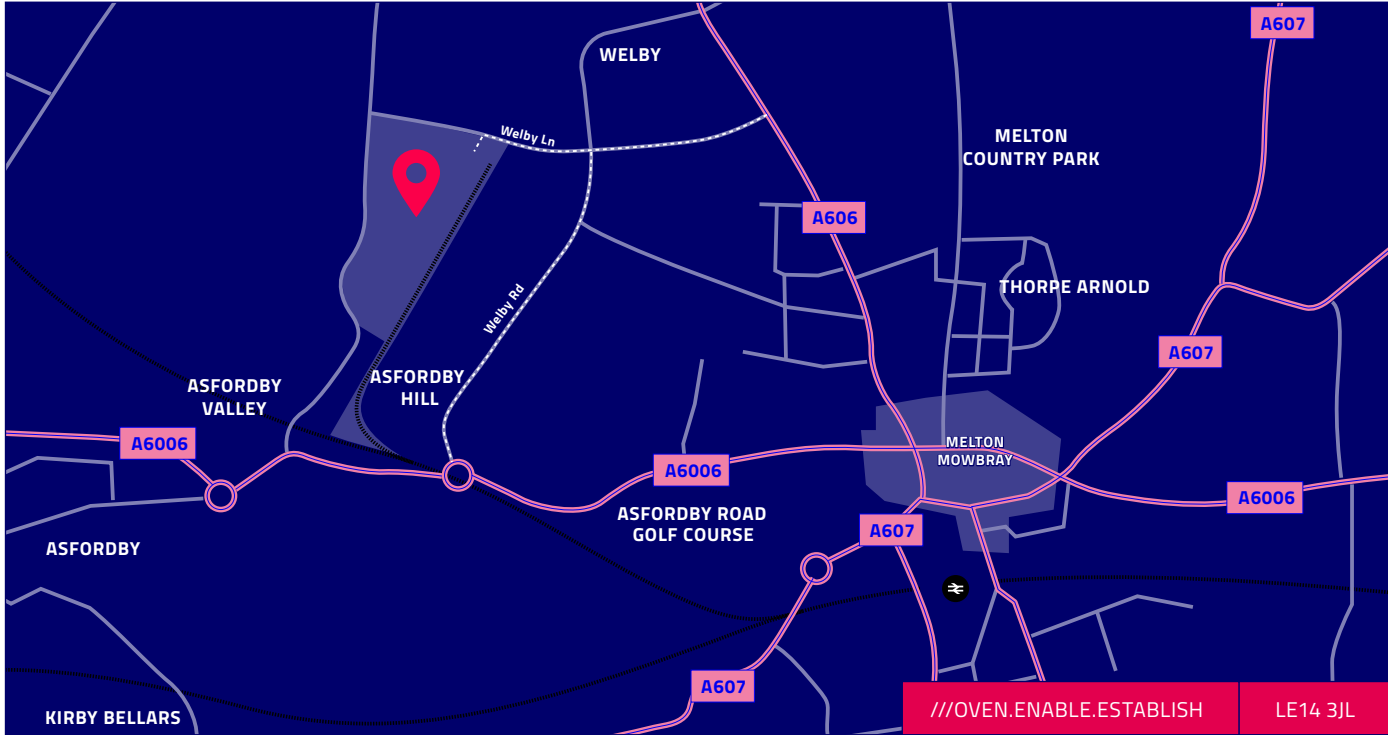 A607
WELBY
Welby Ln
MELTON
COUNTRY PARK
A606
THORPE ARNOLD
Welby Rd
A607
ASFORDBY
VALLEY
ASFORDBY
HILL
A6006
MELTON
MOWBRAY
A6006
A6006
ASFORDBY ROAD
GOLF COURSE
A607
ASFORDBY
A607
KIRBY BELLARS
///OVEN.ENABLE.ESTABLISH
LE14 3JL